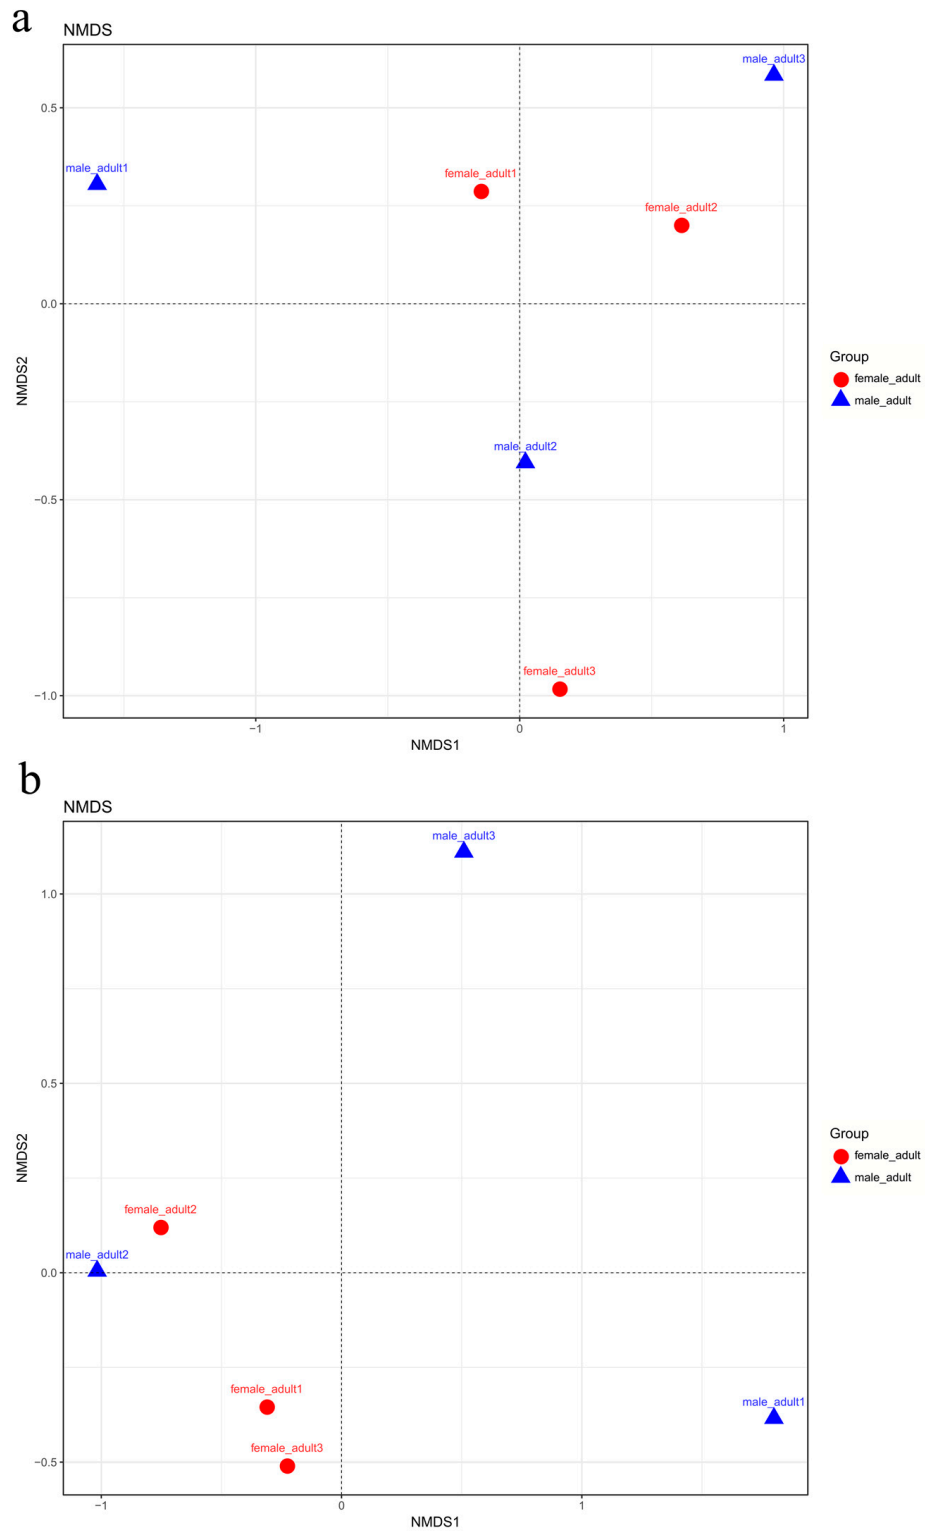 a
NMDS
male_adult3
0.5
male_adult1
female_adult1
female_adult2
0.0
NMDS2
Group
female_adult
male_adult
male_adult2
−0.5
female_adult3
−1.0
−1
0
1
NMDS1
b
NMDS
male_adult3
1.0
0.5
NMDS2
Group
female_adult
male_adult
female_adult2
male_adult2
0.0
female_adult1
male_adult1
female_adult3
−0.5
−1
0
1
NMDS1